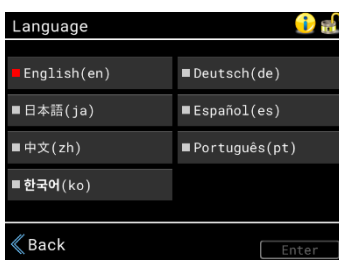 Language
English(en)
Deutsch(de)
日本語(ja)
Español(es)
中文(zh)
Português(pt)
한국어(ko)
Back
Enter